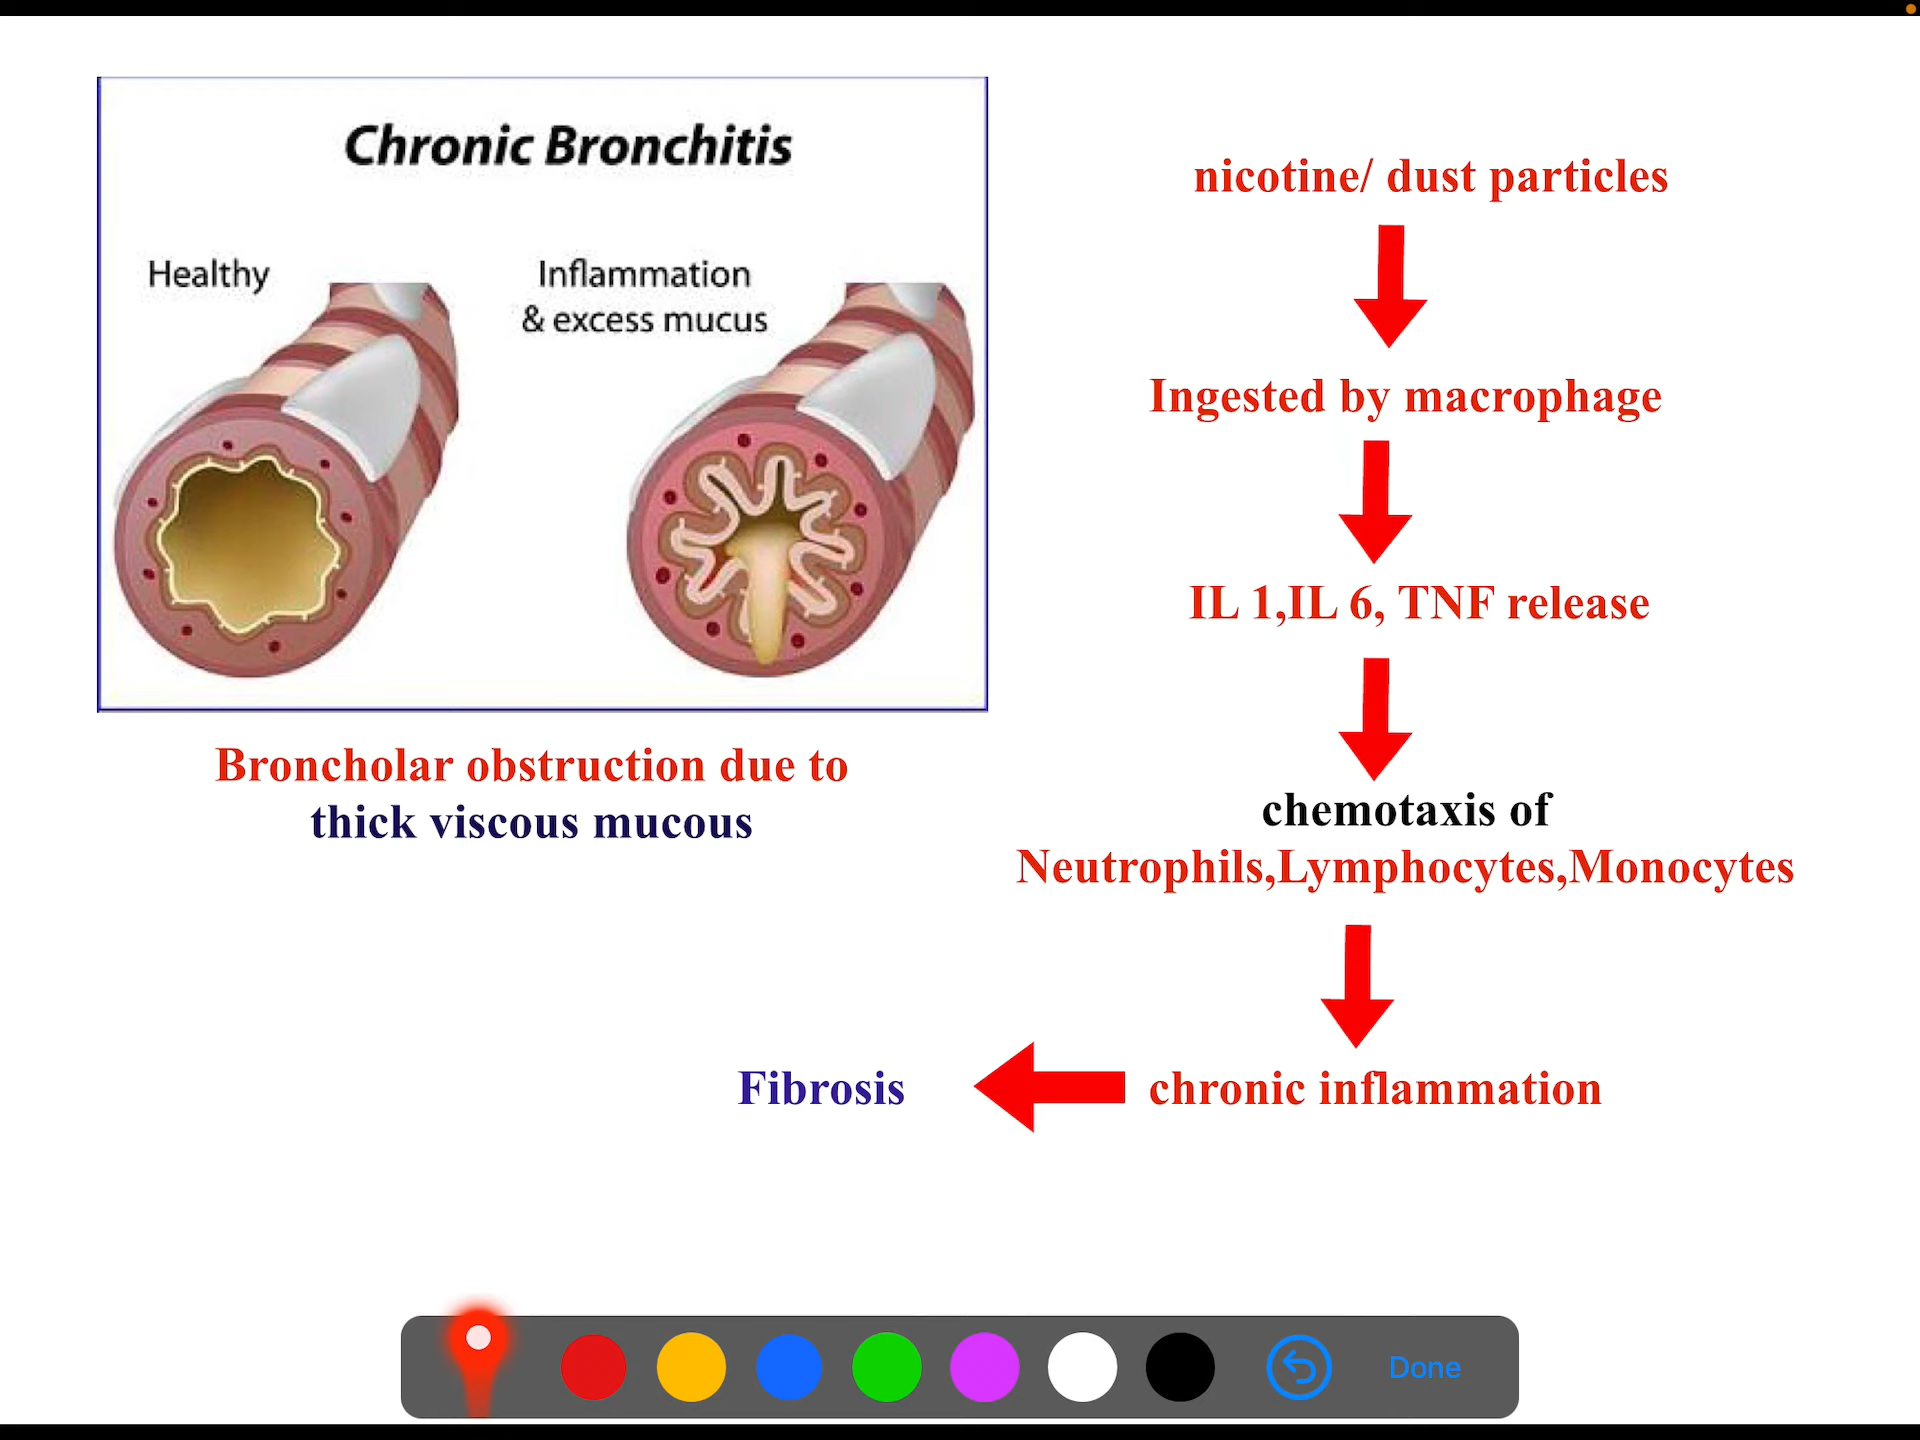 Chronic Bronchitis
Healthy
Inflammation
& excess mucus
Broncholar obstruction due to
thick viscous mucous
nicotine/ dust particles
Ingested by macrophage
IL 1,IL 6, TNF release
chemotaxis of
Neutrophils,Lymphocytes,Monocytes
chronic inflammation
Fibrosis
Done